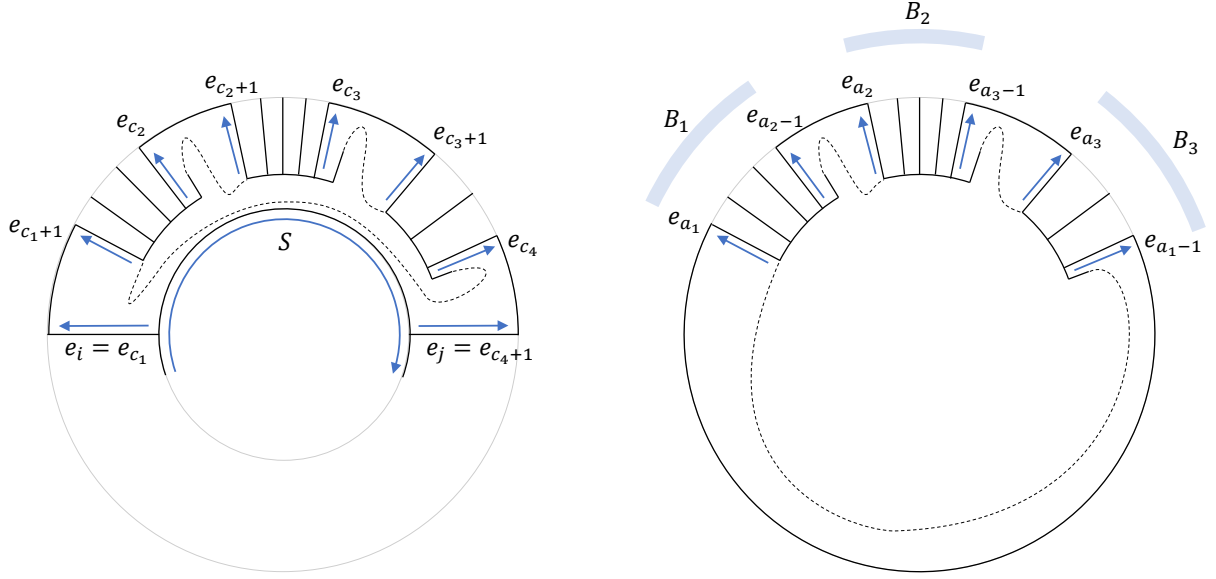 e_{c_1+1}
e_{c_2}
e_{c_2+1}
e_{c_3}
e_{c_3+1}
e_{c_4}
S
e_i = e_{c_1}
e_j = e_{c_4+1}
B_1
B_2
B_3
e_{a_1}
e_{a_2-1}
e_{a_2}
e_{a_3-1}
e_{a_3}
e_{a_1-1}